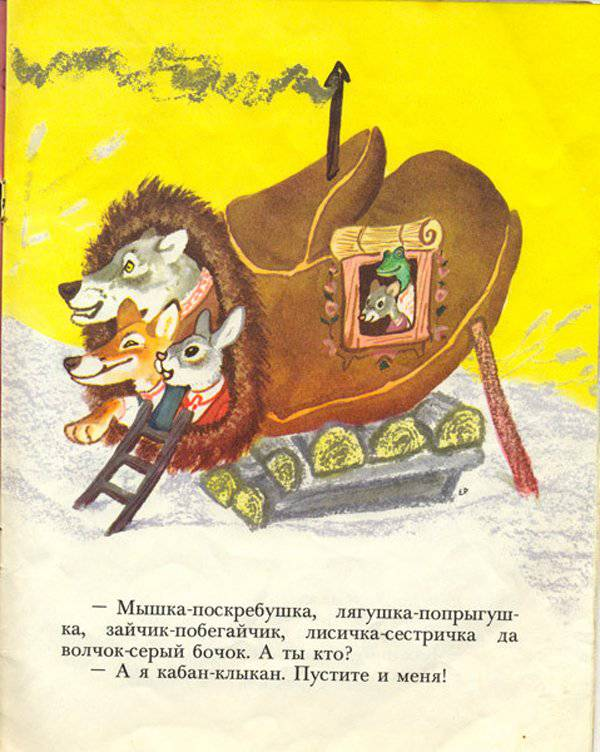 — Мышка-поскребушка, лягушка-попрыгуш-
ка, зайчик-побегайчик, лисичка-сестричка да
волчок-серый бочок. А ты кто?
— А я кабан-клыкан. Пустите и меня!